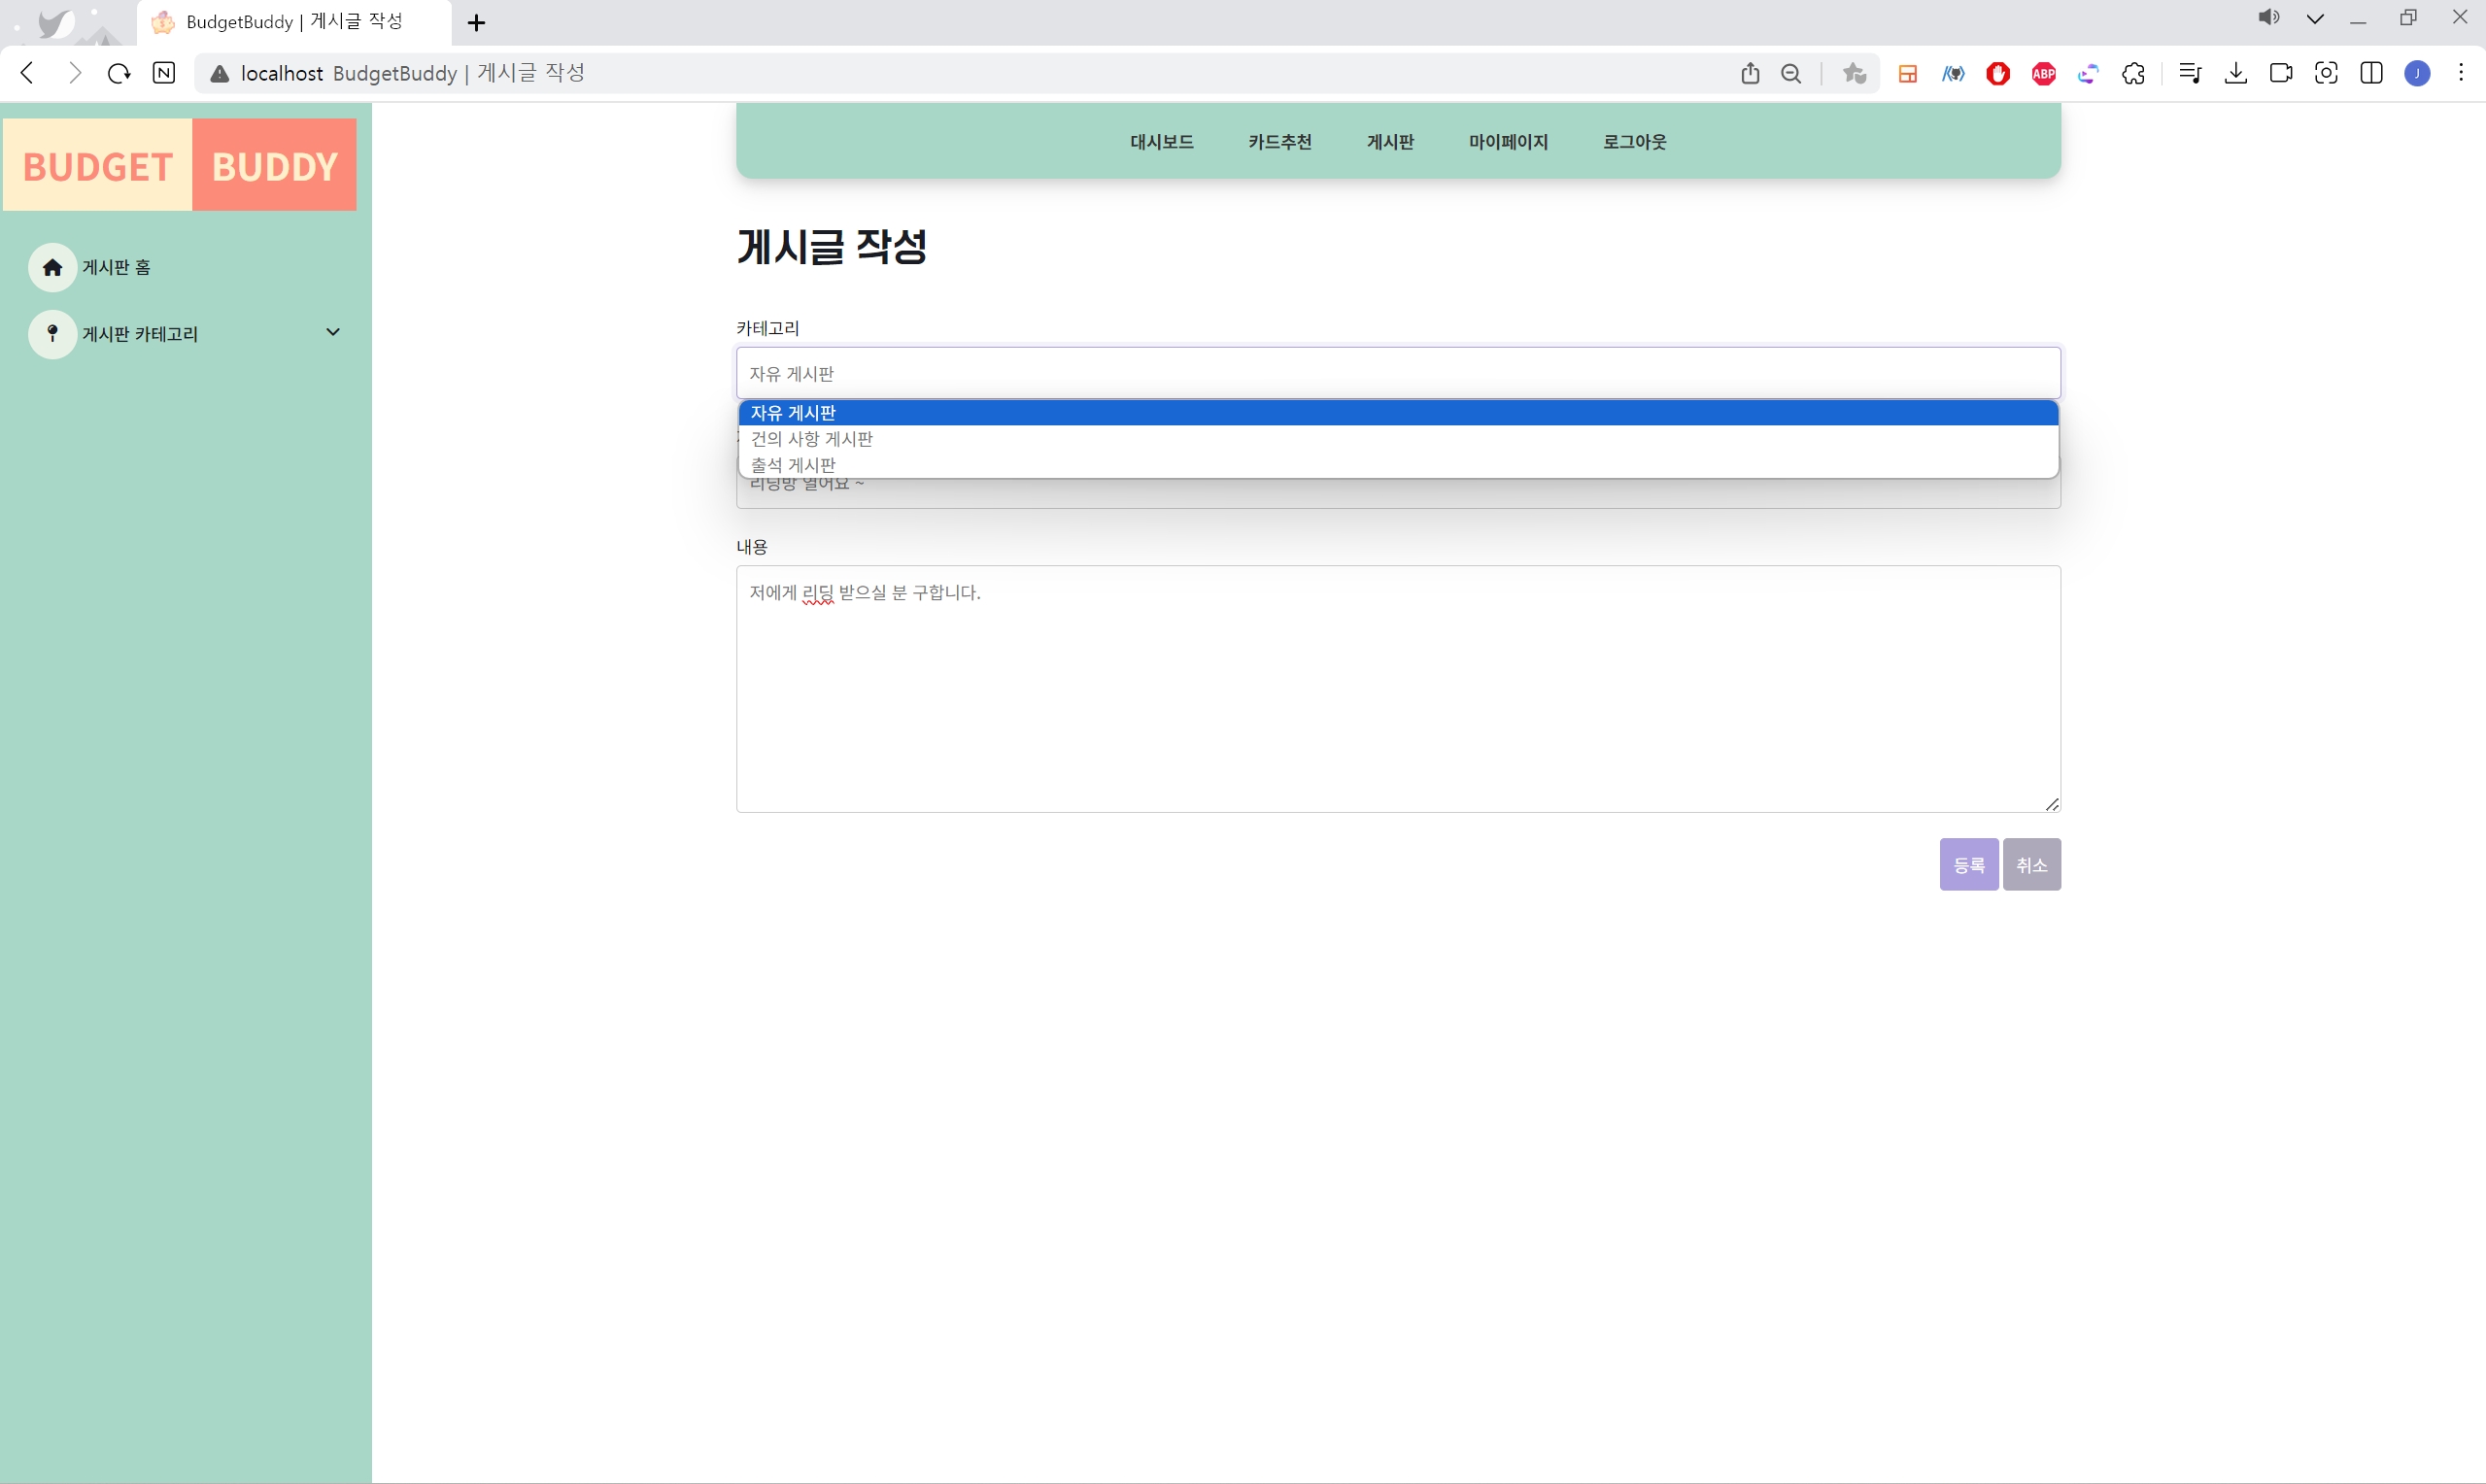 BudgetBuddy | 게시글 작성
localhost BudgetBuddy | 게시글 작성
ABP
J
BUDGET BUDDY
게시판 홈
게시판 카테고리
대시보드 카드추천 게시판 마이페이지 로그아웃
게시글 작성
카테고리
자유 게시판
자유 게시판
건의 사항 게시판
출석 게시판
리딩방 열어요 ~
내용
저에게 리딩 받으실 분 구합니다.
등록 취소